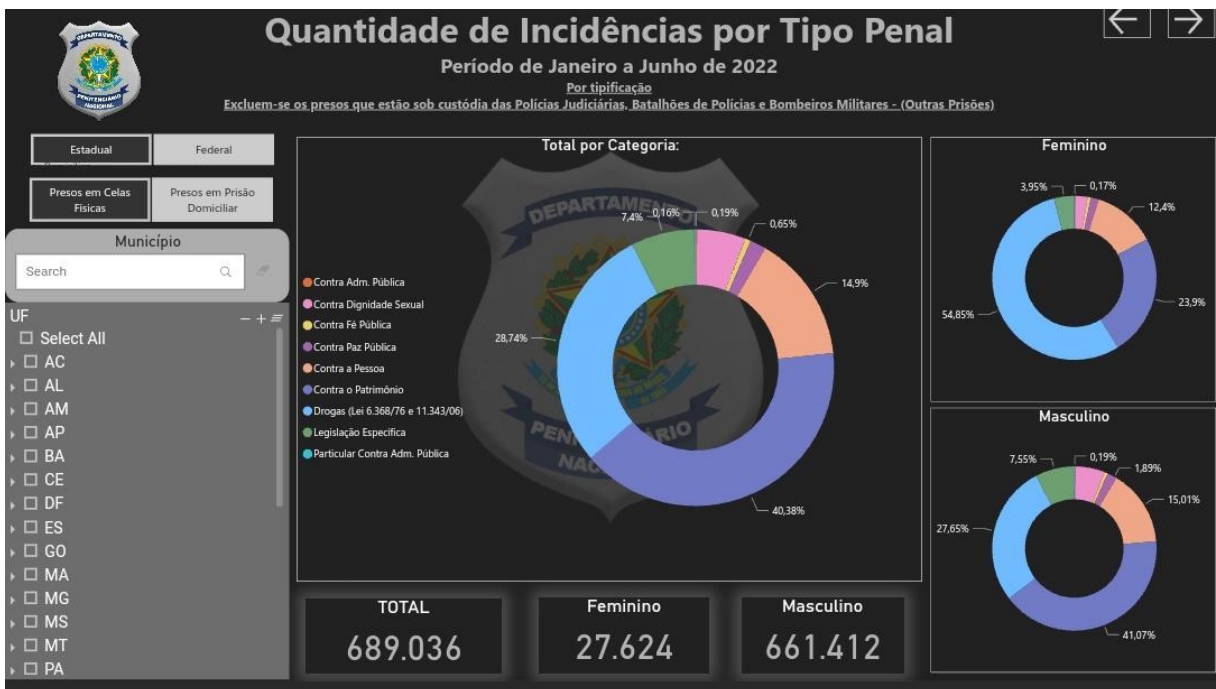 Quantidade de Incidências por Tipo Penal
Período de Janeiro a Junho de 2022
Por tipificação
Excluem-se os presos que estão sob custódia das Polícias Judiciárias, Batalhões de Polícias e Bombeiros Militares - (Outras Prisões)
DEPARTAMENTO
PENITENCIÁRIO
NACIONAL
Estadual
Federal
Presos em Celas
Físicas
Presos em Prisão
Domiciliar
Município
Search
UF
Select All
AC
AL
AM
AP
BA
CE
DF
ES
GO
MA
MG
MS
MT
PA
Total por Categoria:
DEPARTAMENTO
7,4%
0,16%
0,19%
0,65%
14,9%
28,74%
40,38%
Contra Adm. Pública
Contra Dignidade Sexual
Contra Fé Pública
Contra Paz Pública
Contra a Pessoa
Contra o Patrimônio
Drogas (Lei 6.368/76 e 11.343/06)
Legislação Específica
Particular Contra Adm. Pública
Feminino
3,95%
0,17%
12,4%
54,85%
23,9%
Masculino
7,55%
0,19%
1,89%
15,01%
27,65%
41,07%
TOTAL
689.036
Feminino
27.624
Masculino
661.412